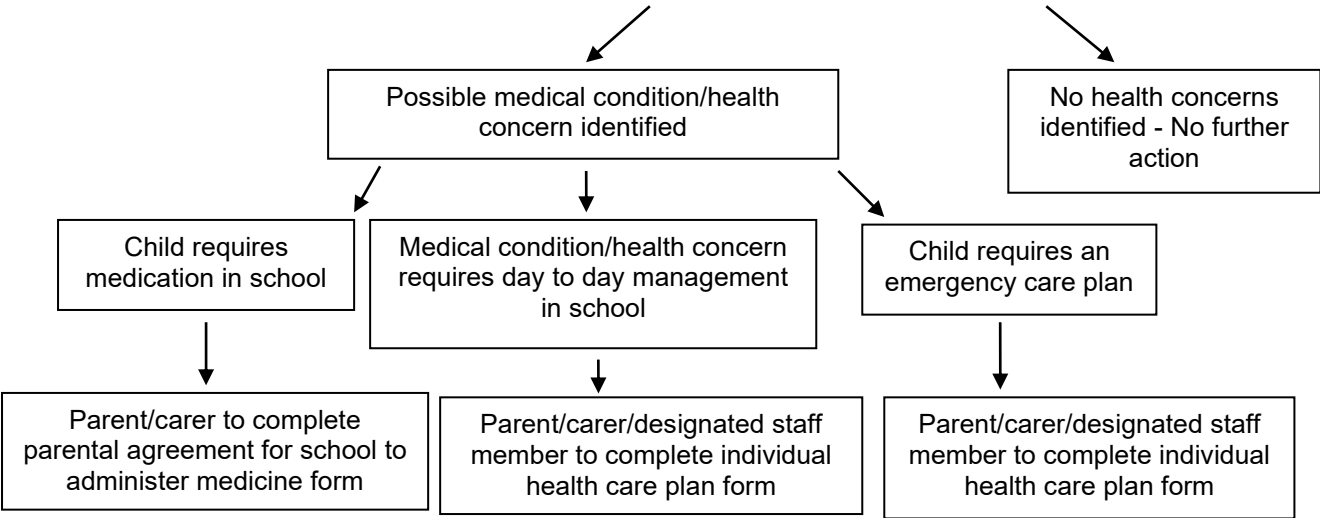 Possible medical condition/health
concern identified
No health concerns
identified - No further
action
Child requires
medication in school
Medical condition/health concern
requires day to day management
in school
Child requires an
emergency care plan
Parent/carer to complete
parental agreement for school to
administer medicine form
Parent/carer/designated staff
member to complete individual
health care plan form
Parent/carer/designated staff
member to complete individual
health care plan form